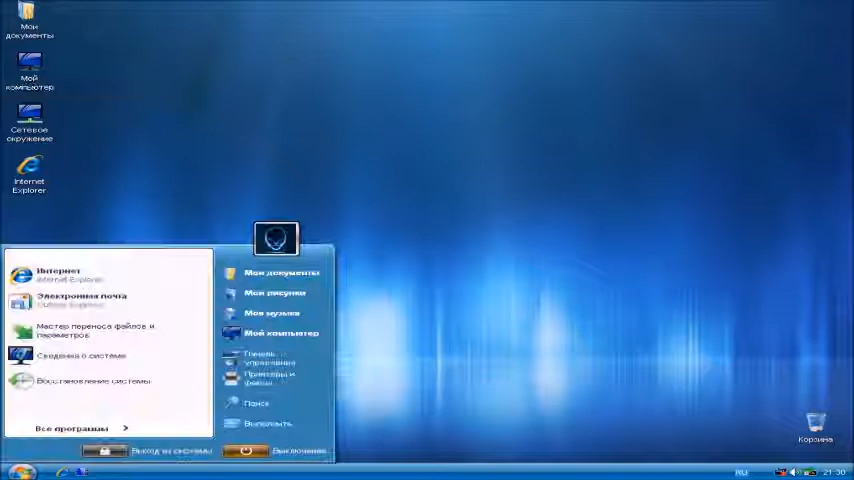 Мои
документы
Мой
компьютер
Сетевое
окружение
Internet
Explorer
Интернет
Internet Explorer
Электронная почта
Outlook Express
Мастер переноса файлов и
параметров
Сведения о системе
Восстановление системы
Все программы
Мои документы
Мои рисунки
Моя музыка
Мой компьютер
Панель
управления
Принтеры и
факсы
Поиск
Выполнить
Выход из системы
Выключение
Корзина
RU
21:30